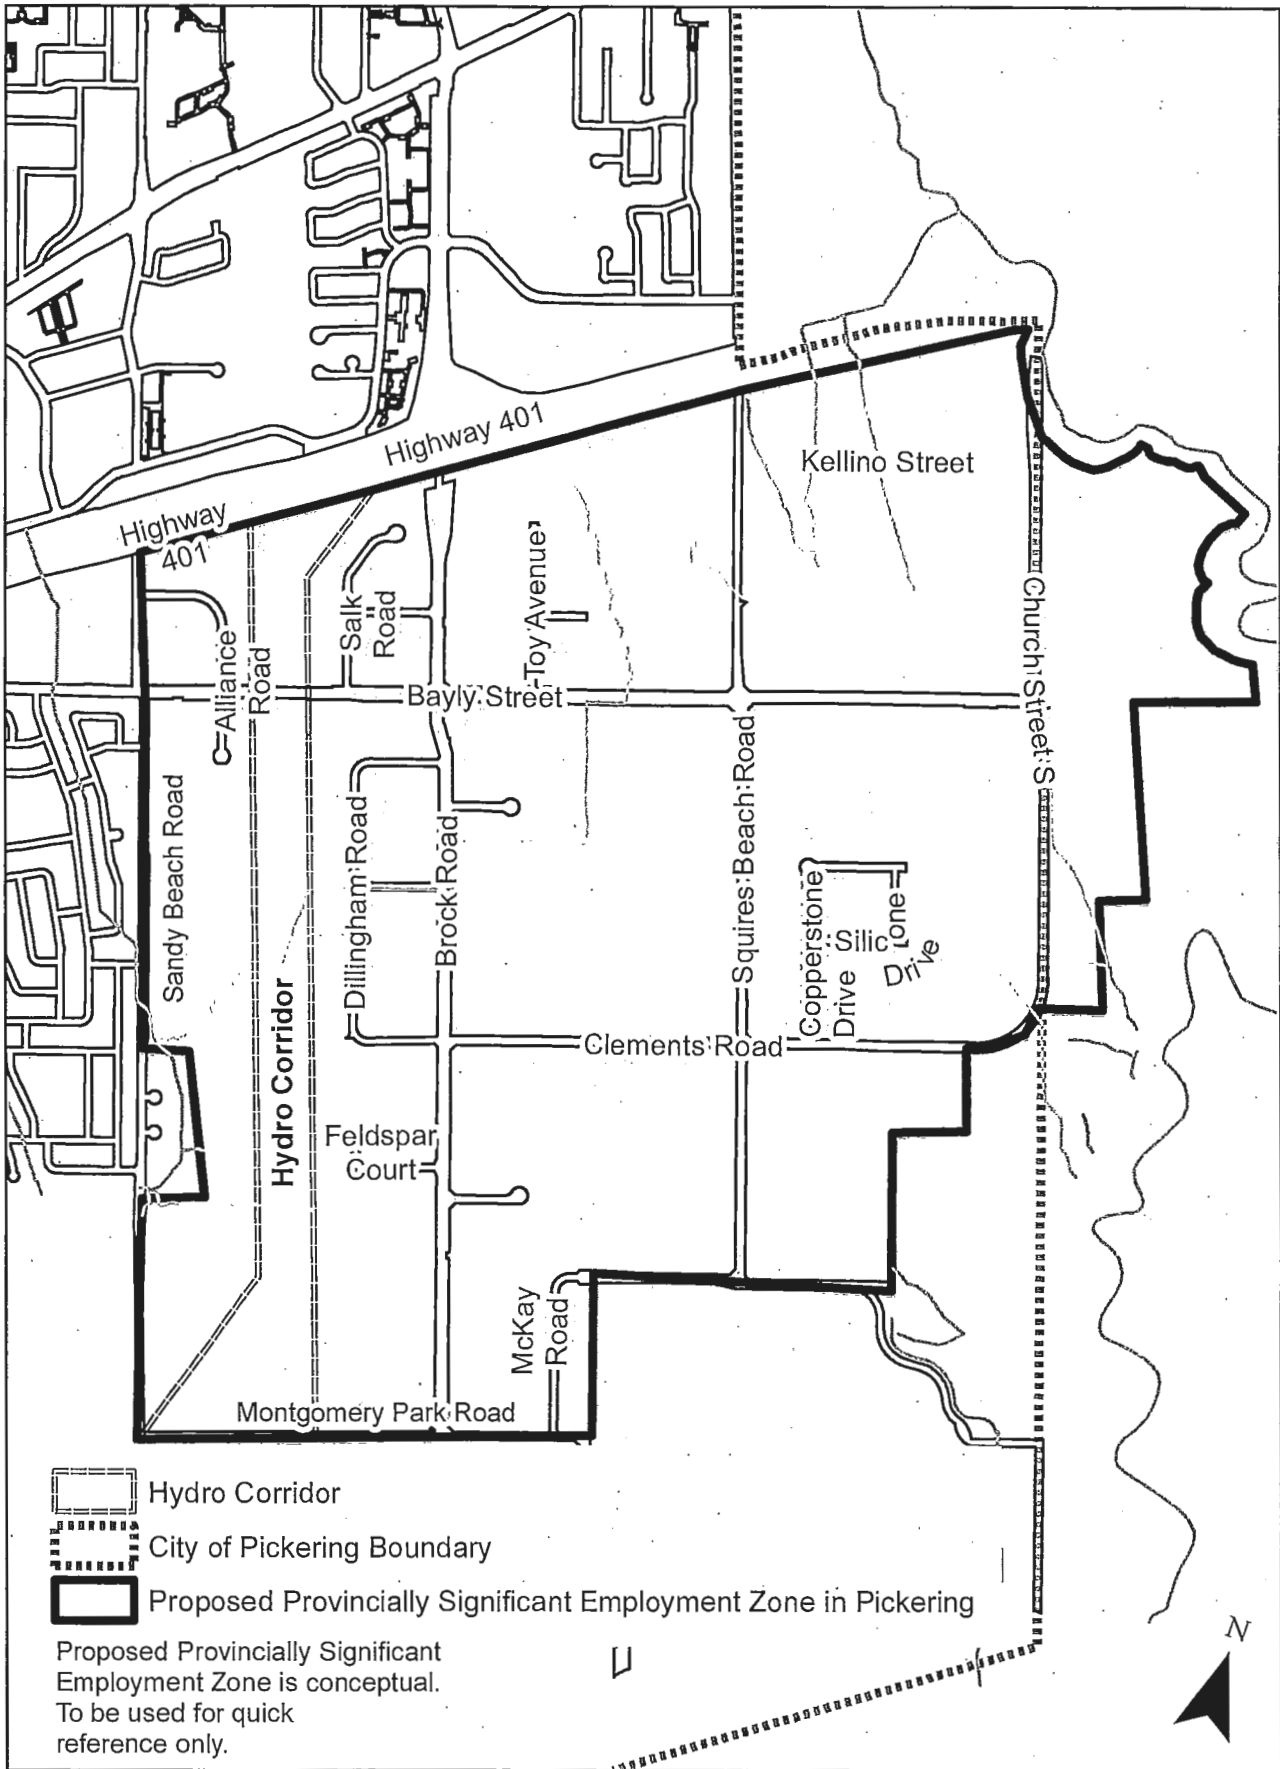 Highway 401
Kellino Street
Highway
401
Salk
Road
Toy Avenue
Alliance
Road
Church Street S
Bayly Street
Sandy Beach Road
Dillingham Road
Brock Road
Squires Beach Road
Copperstone
Drive
Silic one
Drive
Hydro Corridor
Clements Road
Feldspar
Court
McKay
Road
Montgomery Park Road
Hydro Corridor
City of Pickering Boundary
Proposed Provincially Significant Employment Zone in Pickering
Proposed Provincially Significant
Employment Zone is conceptual.
To be used for quick
reference only.
N